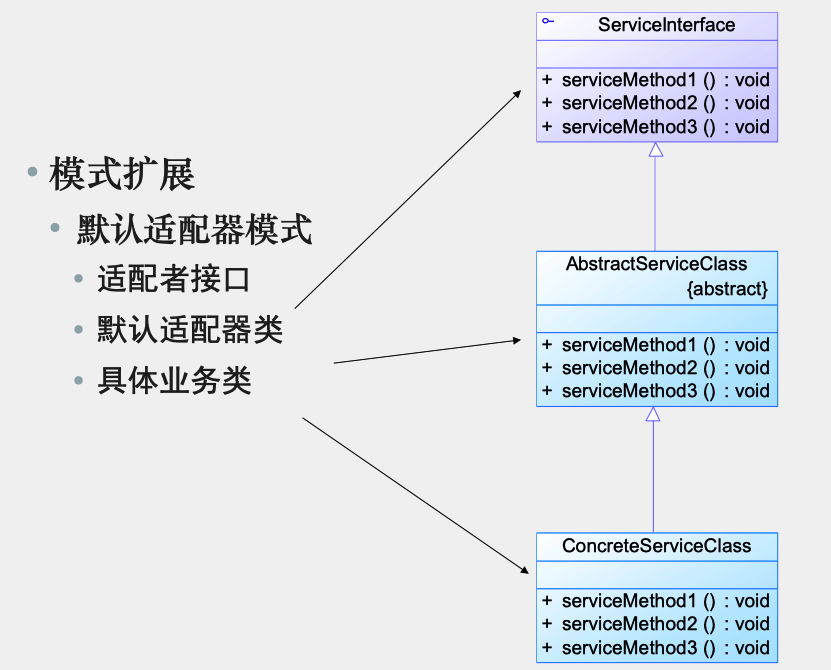 模式扩展
默认适配器模式
适配者接口
默认适配器类
具体业务类
ServiceInterface
+ serviceMethod1 () : void
+ serviceMethod2 () : void
+ serviceMethod3 () : void
AbstractServiceClass
{abstract}
+ serviceMethod1 () : void
+ serviceMethod2 () : void
+ serviceMethod3 () : void
ConcreteServiceClass
+ serviceMethod1 () : void
+ serviceMethod2 () : void
+ serviceMethod3 () : void